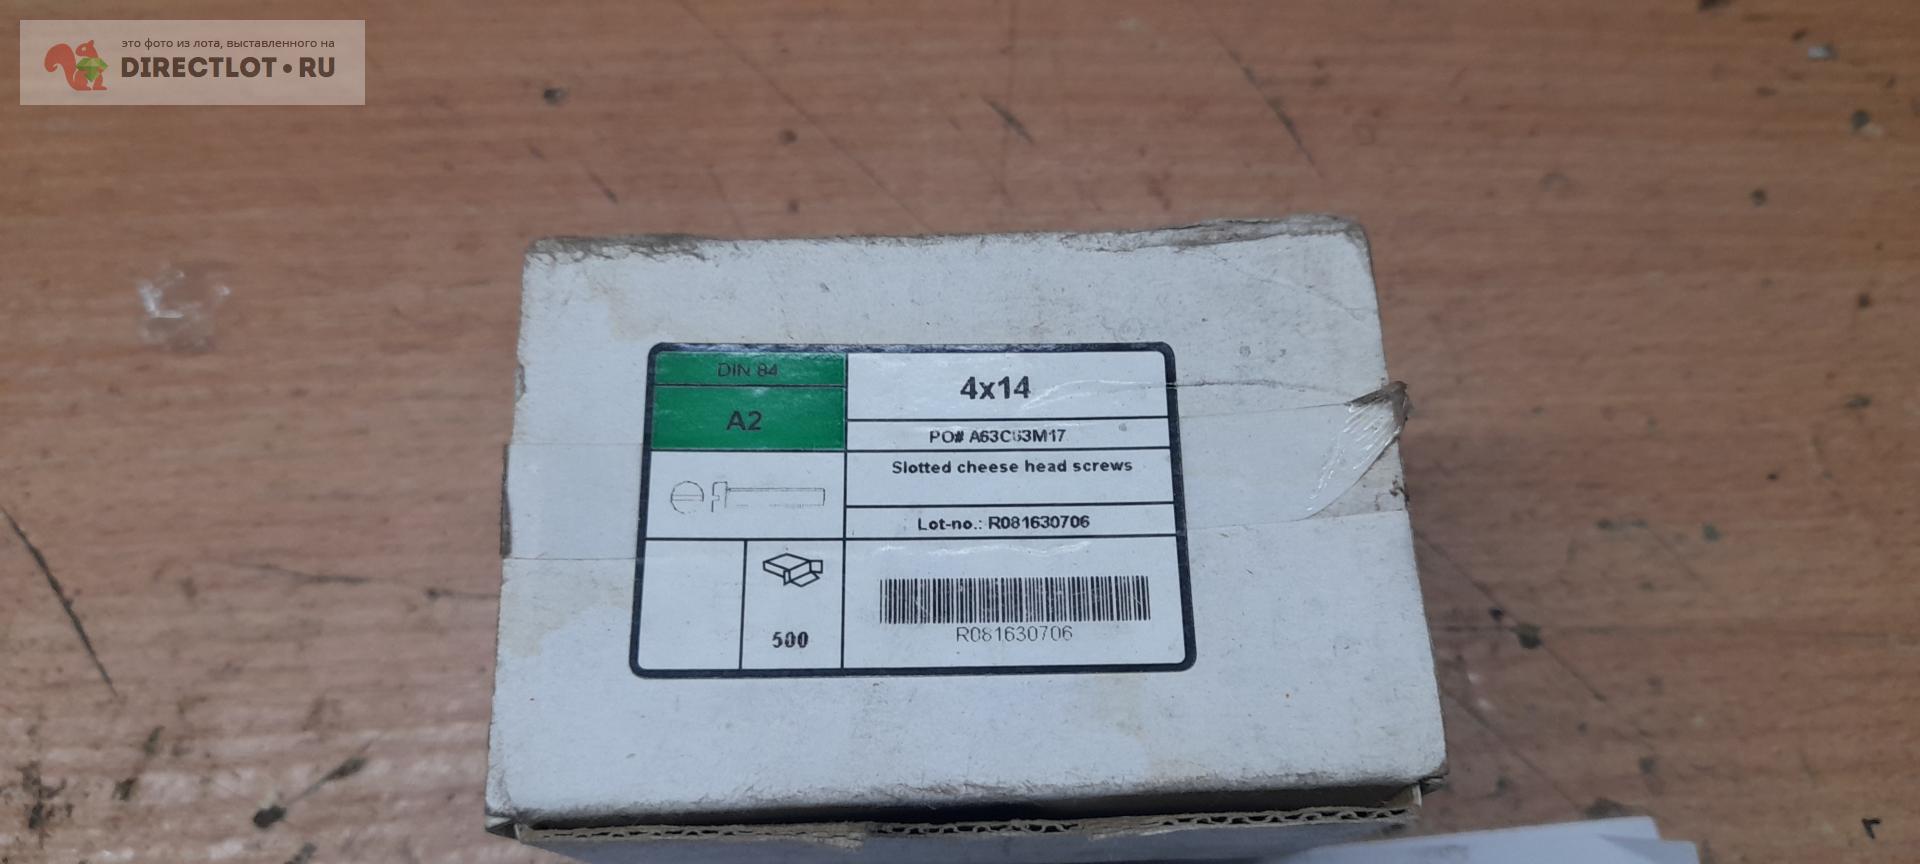 это фото из лота, выставленного на
DIRECTLOT.RU
DIN 84
A2
4x14
PO# A63C63M17
Slotted cheese head screws
Lot-no.: R081630706
500
R081630706